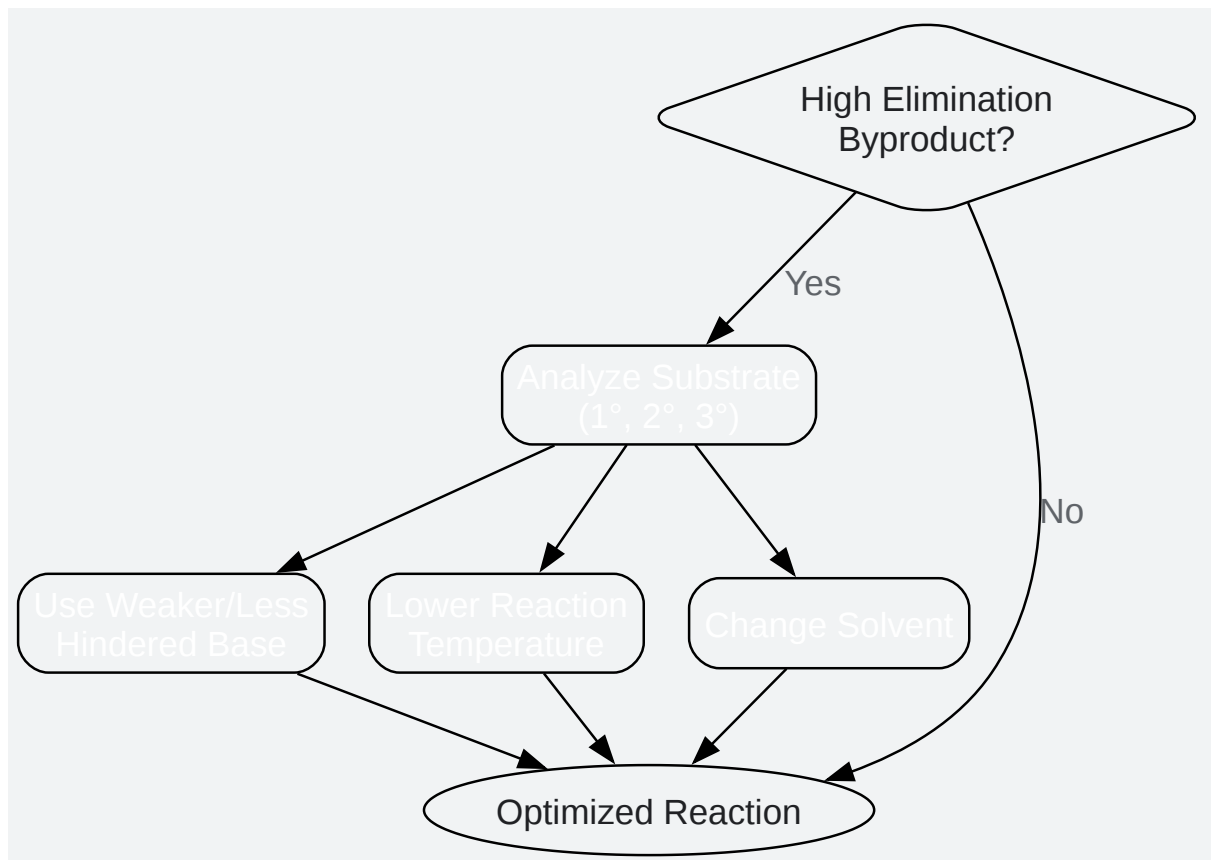 High Elimination
Byproduct?
Yes
Analyze Substrate
(1°, 2°, 3°)
No
Use Weaker/Less
Hindered Base
Lower Reaction
Temperature
Change Solvent
Optimized Reaction